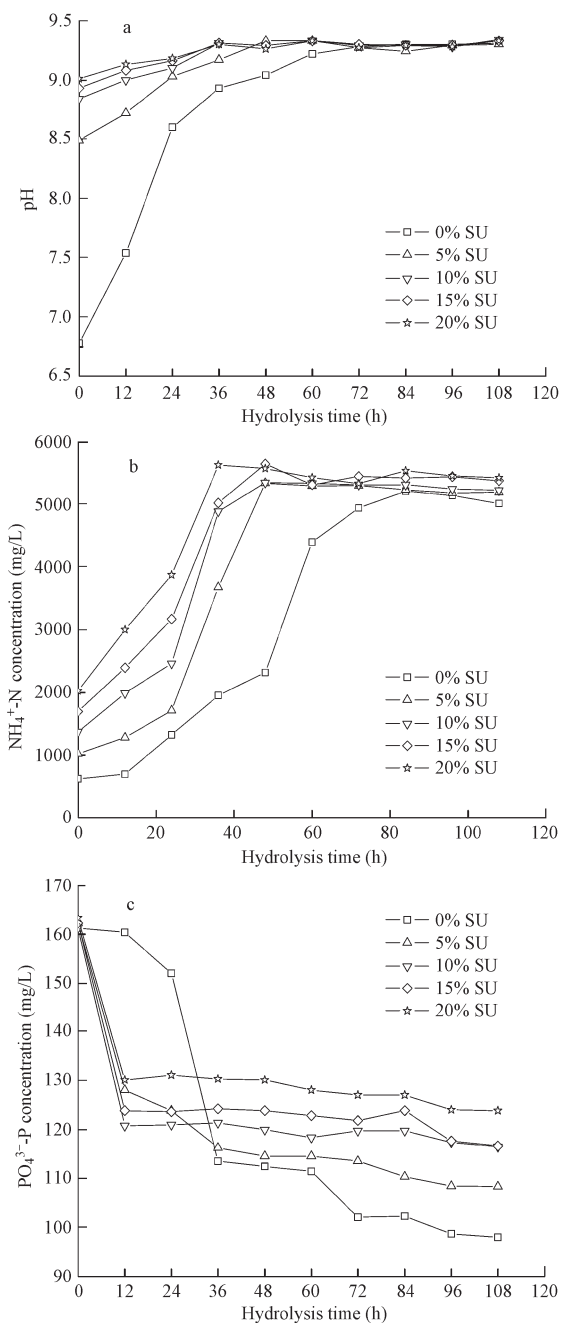 a
9.5
9.0
8.5
8.0
7.5
7.0
6.5
pH
0% SU
5% SU
10% SU
15% SU
20% SU
0 12 24 36 48 60 72 84 96 108 120
Hydrolysis time (h)
b
6000
5000
4000
3000
2000
1000
0
NH₄⁺-N concentration (mg/L)
0% SU
5% SU
10% SU
15% SU
20% SU
0 20 40 60 80 100 120
Hydrolysis time (h)
c
170
160
150
140
130
120
110
100
90
PO₄³⁻-P concentration (mg/L)
0% SU
5% SU
10% SU
15% SU
20% SU
0 12 24 36 48 60 72 84 96 108 120
Hydrolysis time (h)